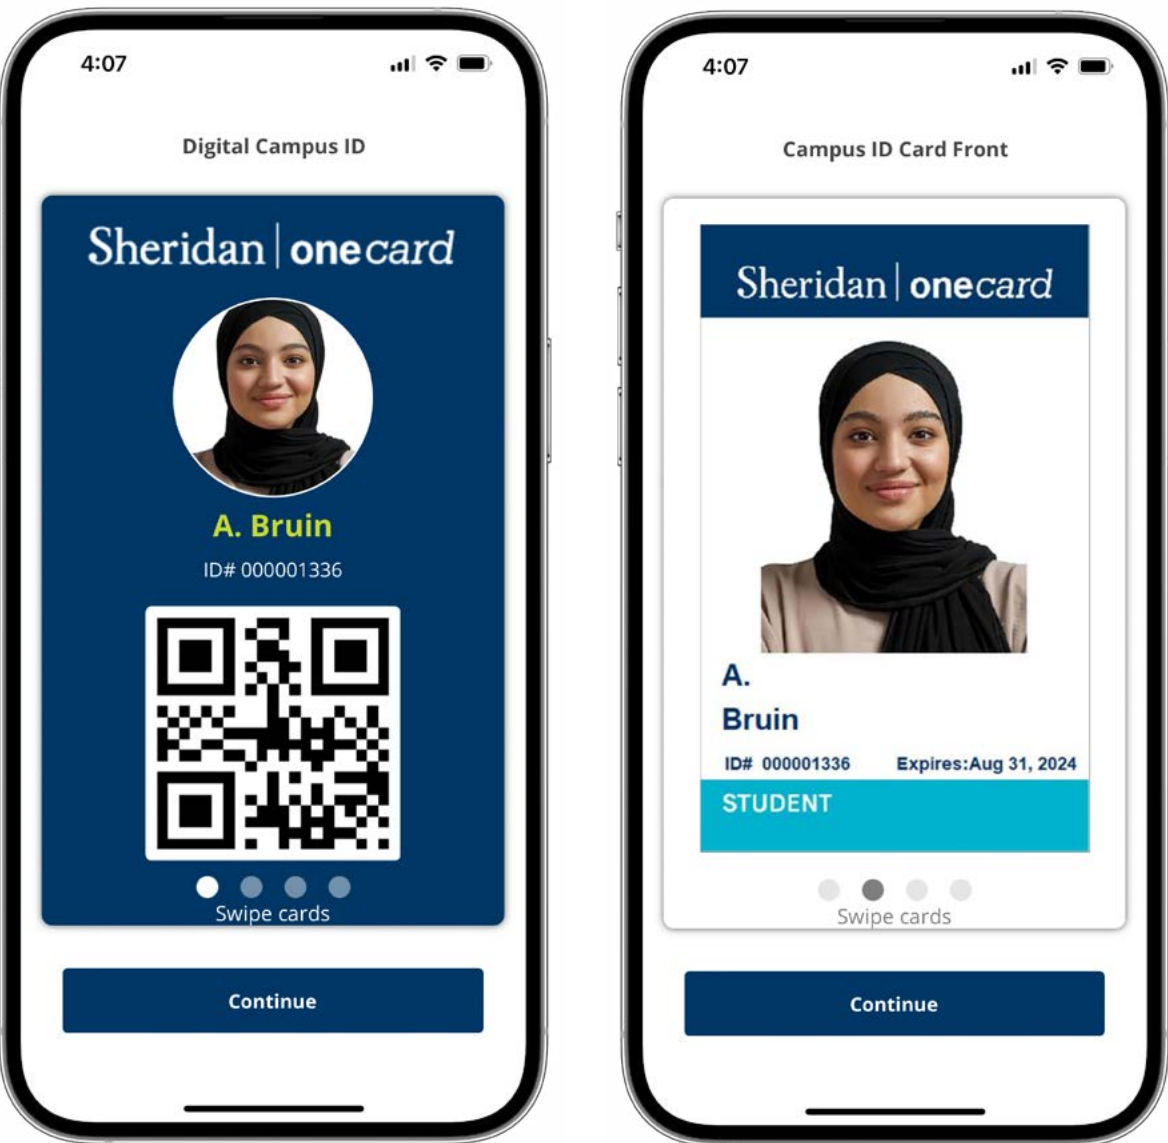 4:07
Digital Campus ID
Sheridan | onecard
A. Bruin
ID# 000001336
Swipe cards
Continue
4:07
Campus ID Card Front
Sheridan | onecard
A.
Bruin
ID# 000001336 Expires:Aug 31, 2024
STUDENT
Swipe cards
Continue